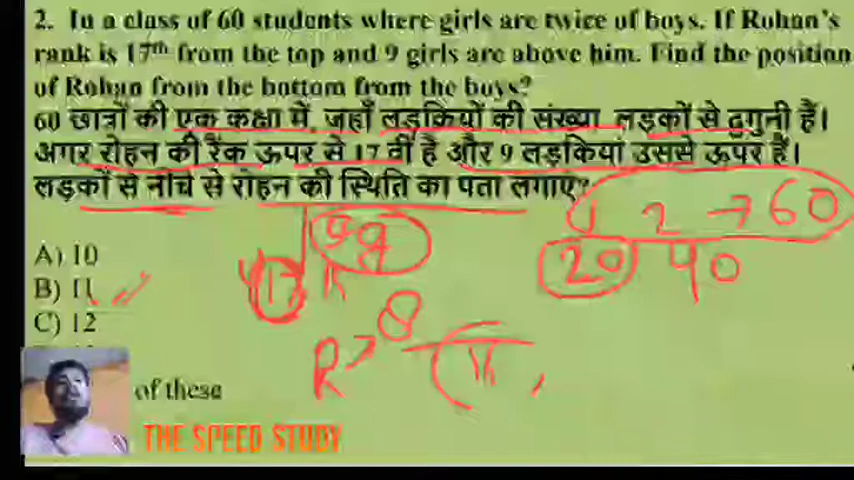 2. In a class of 60 students where girls are twice of boys. If Rohan's
rank is 17th from the top and 9 girls are above him. Find the position
of Rohan from the bottom from the boys?
60 छात्रों की एक कक्षा में, जहाँ लड़कियों की संख्या लड़कों से दुगुनी हैं।
अगर रोहन की रैंक ऊपर से 17 वीं है और 9 लड़कियां उससे ऊपर हैं।
लड़कों से नीचे से रोहन की स्थिति का पता लगाए?
1 2 → 60
20 40
9g
17 R
A) 10
B) 11
C) 12
R → 8
of these
THE SPEED STUDY